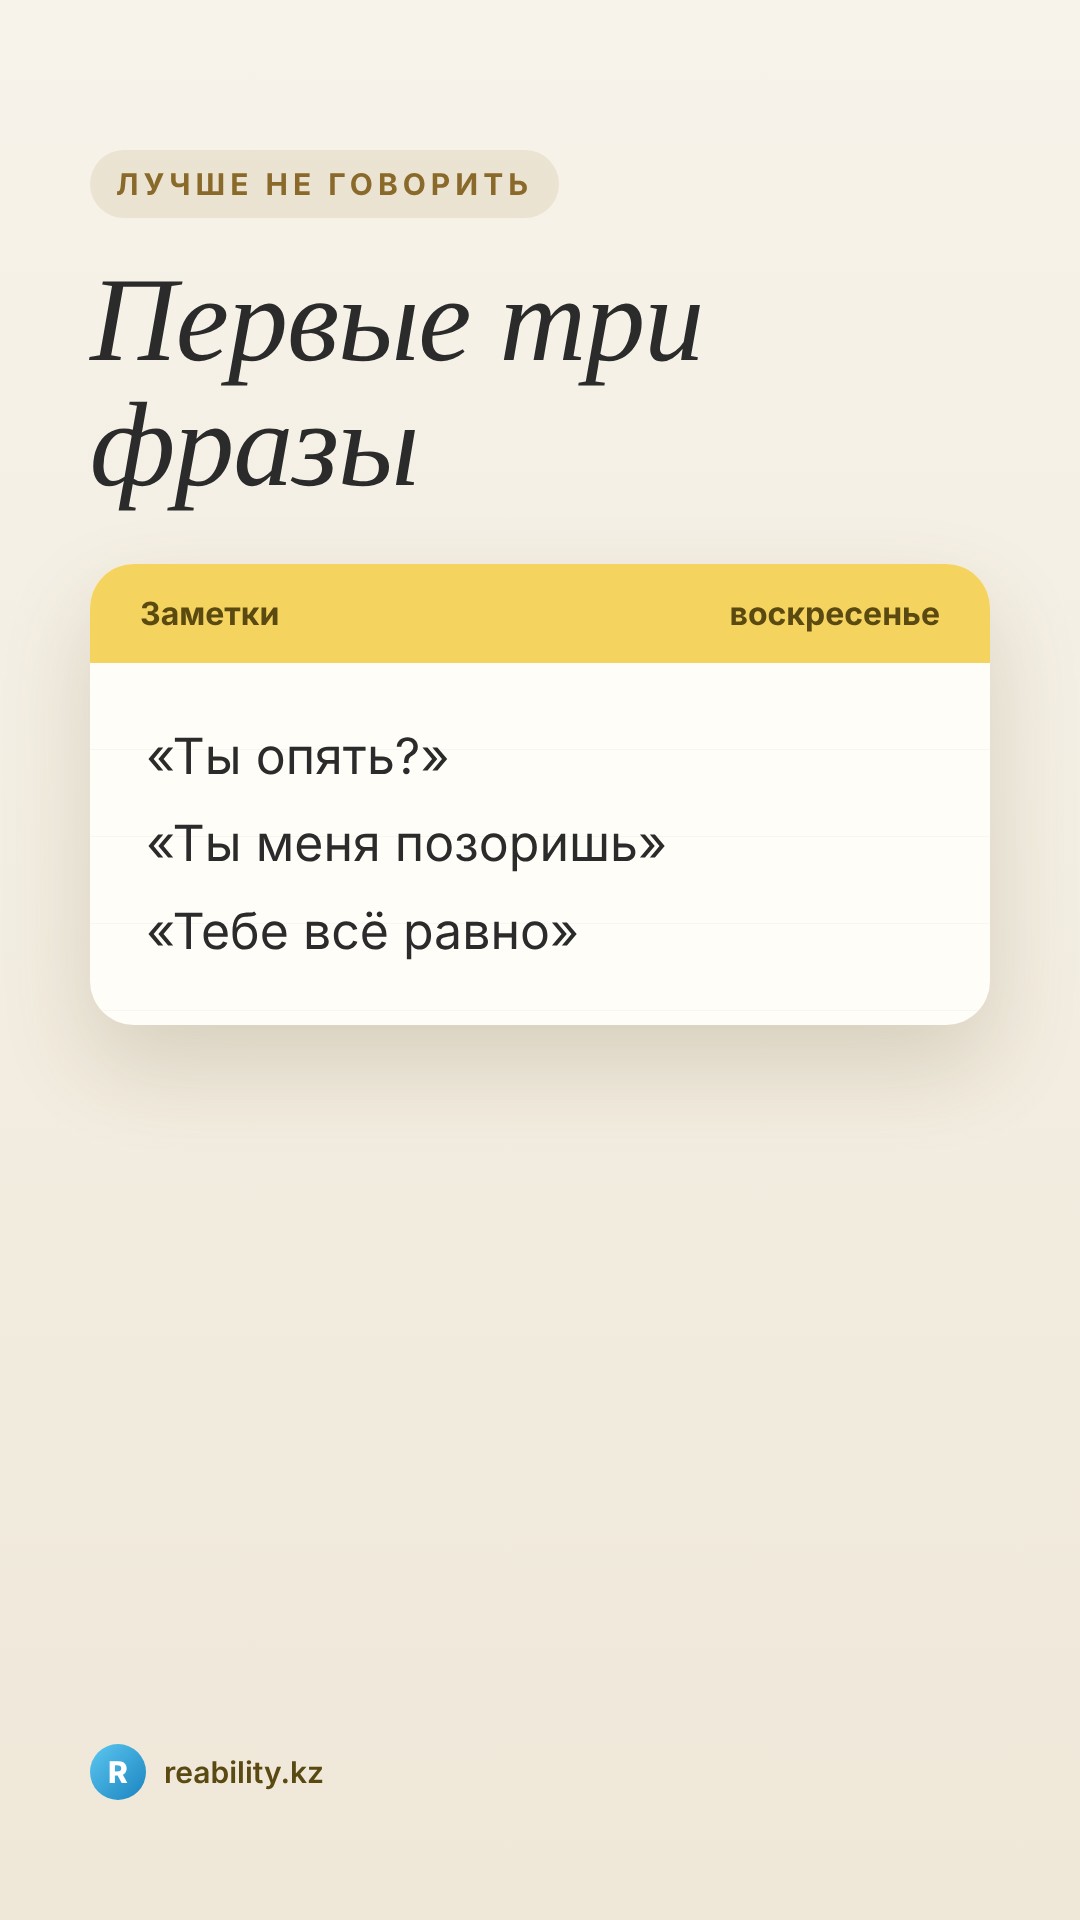 ЛУЧШЕ НЕ ГОВОРИТЬ
Первые три
фразы
Заметки воскресенье
«Ты опять?»
«Ты меня позоришь»
«Тебе всё равно»
R reability.kz